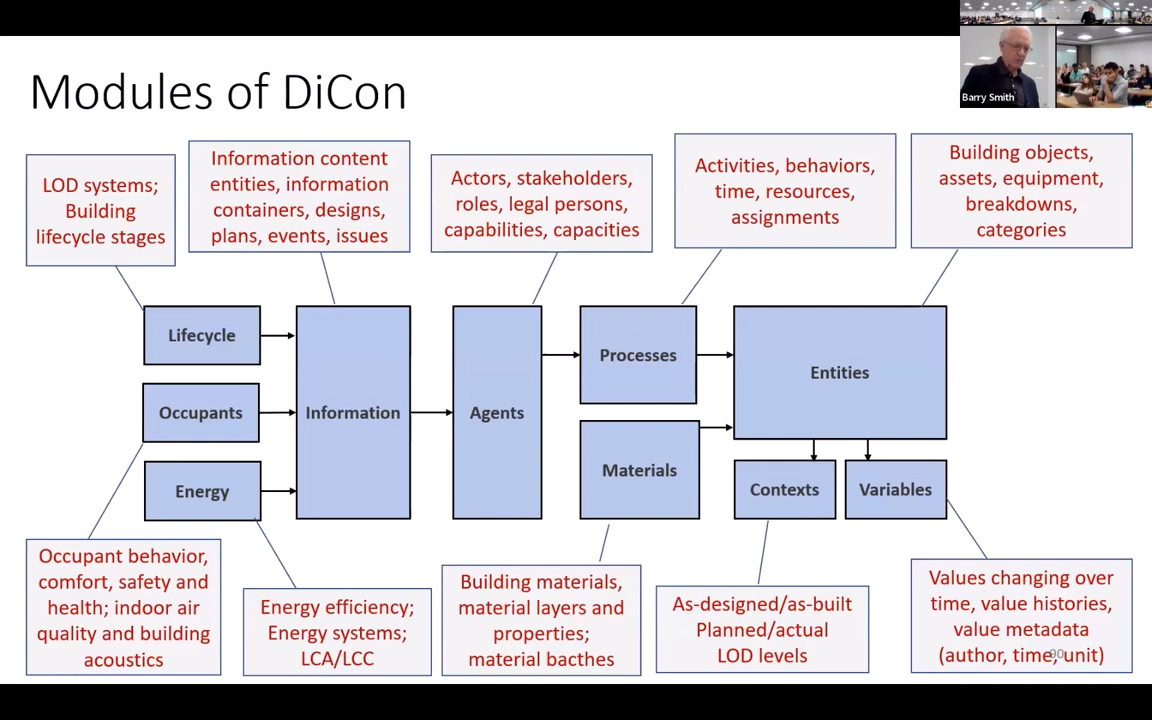 Barry Smith
Modules of DiCon
LOD systems;
Building
lifecycle stages
Information content
entities, information
containers, designs,
plans, events, issues
Actors, stakeholders,
roles, legal persons,
capabilities, capacities
Activities, behaviors,
time, resources,
assignments
Building objects,
assets, equipment,
breakdowns,
categories
Lifecycle
Occupants
Energy
Information
Agents
Processes
Materials
Entities
Contexts
Variables
Occupant behavior,
comfort, safety and
health; indoor air
quality and building
acoustics
Energy efficiency;
Energy systems;
LCA/LCC
Building materials,
material layers and
properties;
material bacthes
As-designed/as-built
Planned/actual
LOD levels
Values changing over
time, value histories,
value metadata
(author, time, unit)
90